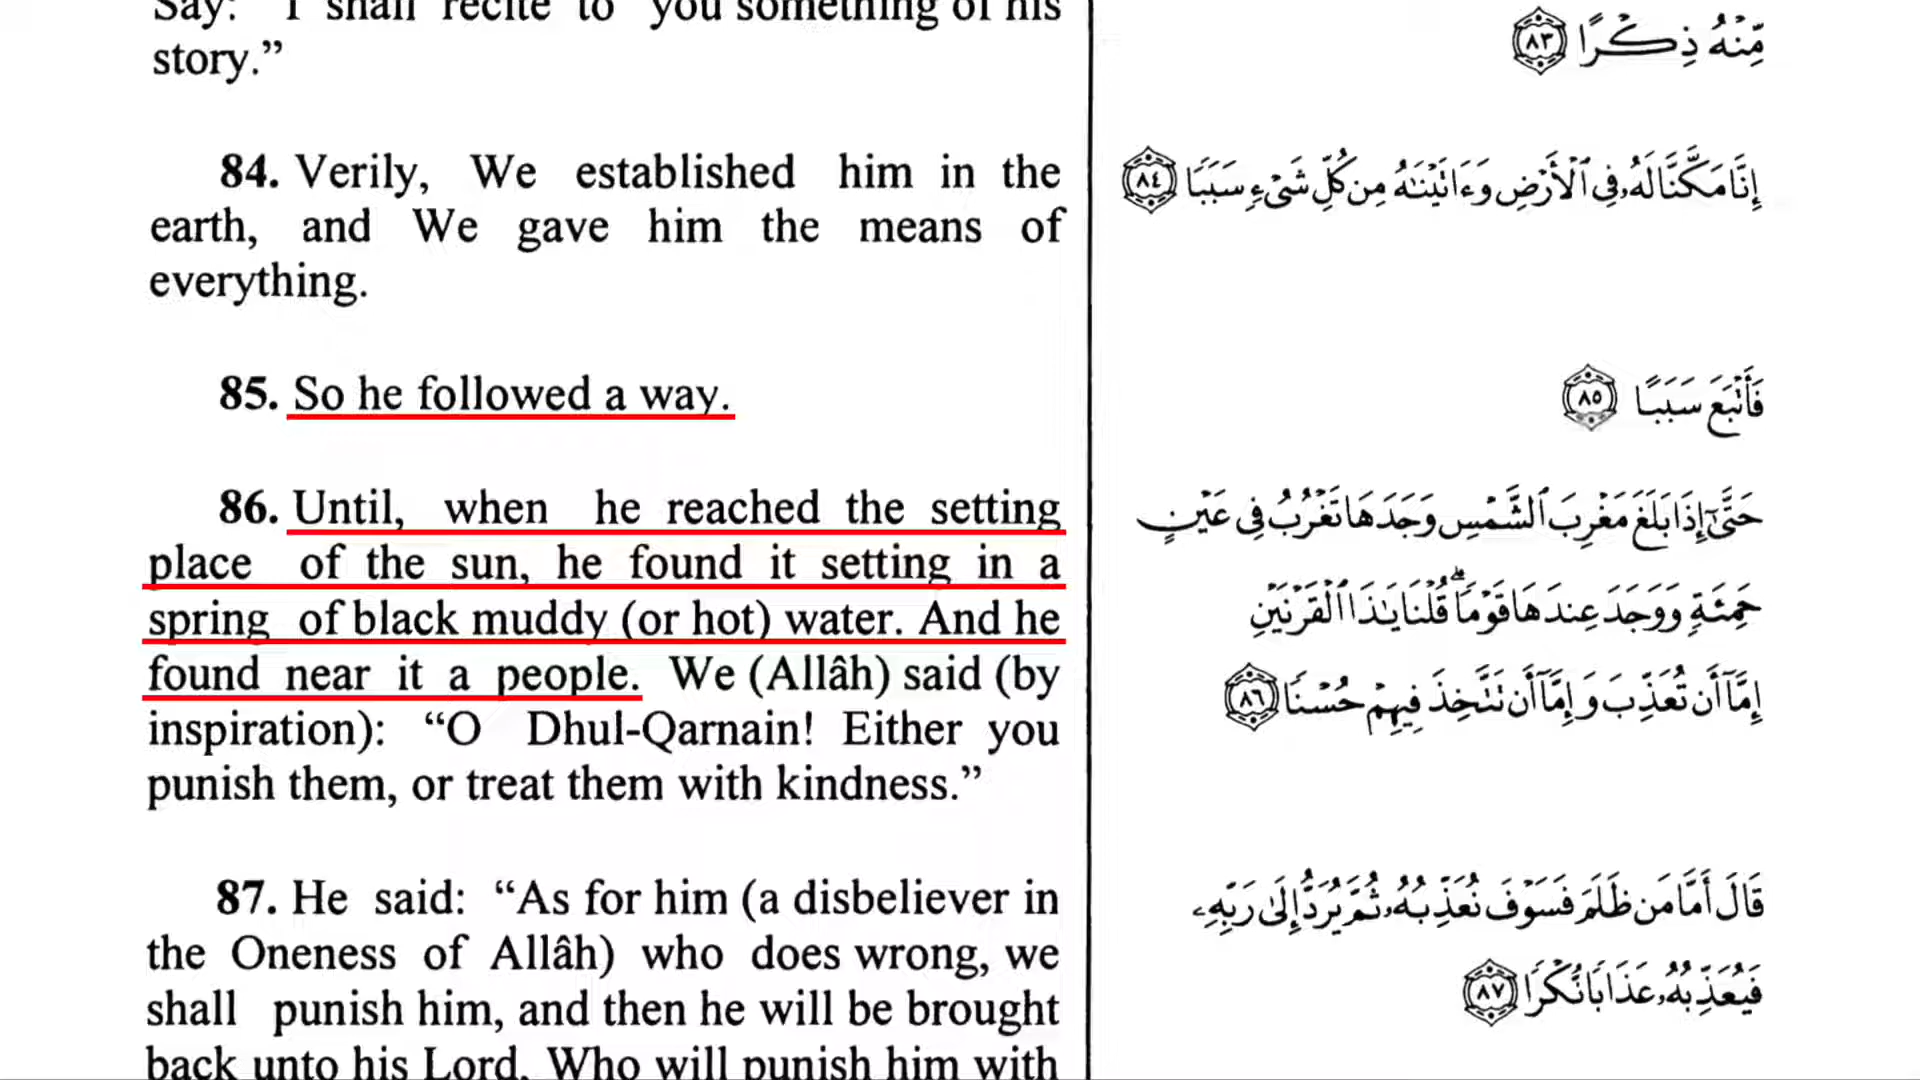 Say: "I shall recite to you something of his
story.”
84. Verily, We established him in the
earth, and We gave him the means of
everything.
85. So he followed a way.
86. Until, when he reached the setting
place of the sun, he found it setting in a
spring of black muddy (or hot) water. And he
found near it a people. We (Allâh) said (by
inspiration): “O Dhul-Qarnain! Either you
punish them, or treat them with kindness.”
87. He said: “As for him (a disbeliever in
the Oneness of Allâh) who does wrong, we
shall punish him, and then he will be brought
back unto his Lord, Who will punish him with
مِّنْهُ ذِكْرًا ٨٣
إِنَّا مَكَّنَّا لَهُۥ فِى ٱلْأَرْضِ وَءَاتَيْنَٰهُ مِن كُلِّ شَىْءٍ سَبَبًا ٨٤
فَأَتْبَعَ سَبَبًا ٨٥
حَتَّىٰٓ إِذَا بَلَغَ مَغْرِبَ ٱلشَّمْسِ وَجَدَهَا تَغْرُبُ فِى عَيْنٍ
حَمِئَةٍ وَوَجَدَ عِندَهَا قَوْمًا ۗ قُلْنَا يَٰذَا ٱلْقَرْنَيْنِ
إِمَّآ أَن تُعَذِّبَ وَإِمَّآ أَن تَتَّخِذَ فِيهِمْ حُسْنًا ٨٦
قَالَ أَمَّا مَن ظَلَمَ فَسَوْفَ نُعَذِّبُهُۥ ثُمَّ يُرَدُّ إِلَىٰ رَبِّهِۦ
فَيُعَذِّبُهُۥ عَذَابًا نُّكْرًا ٨٧